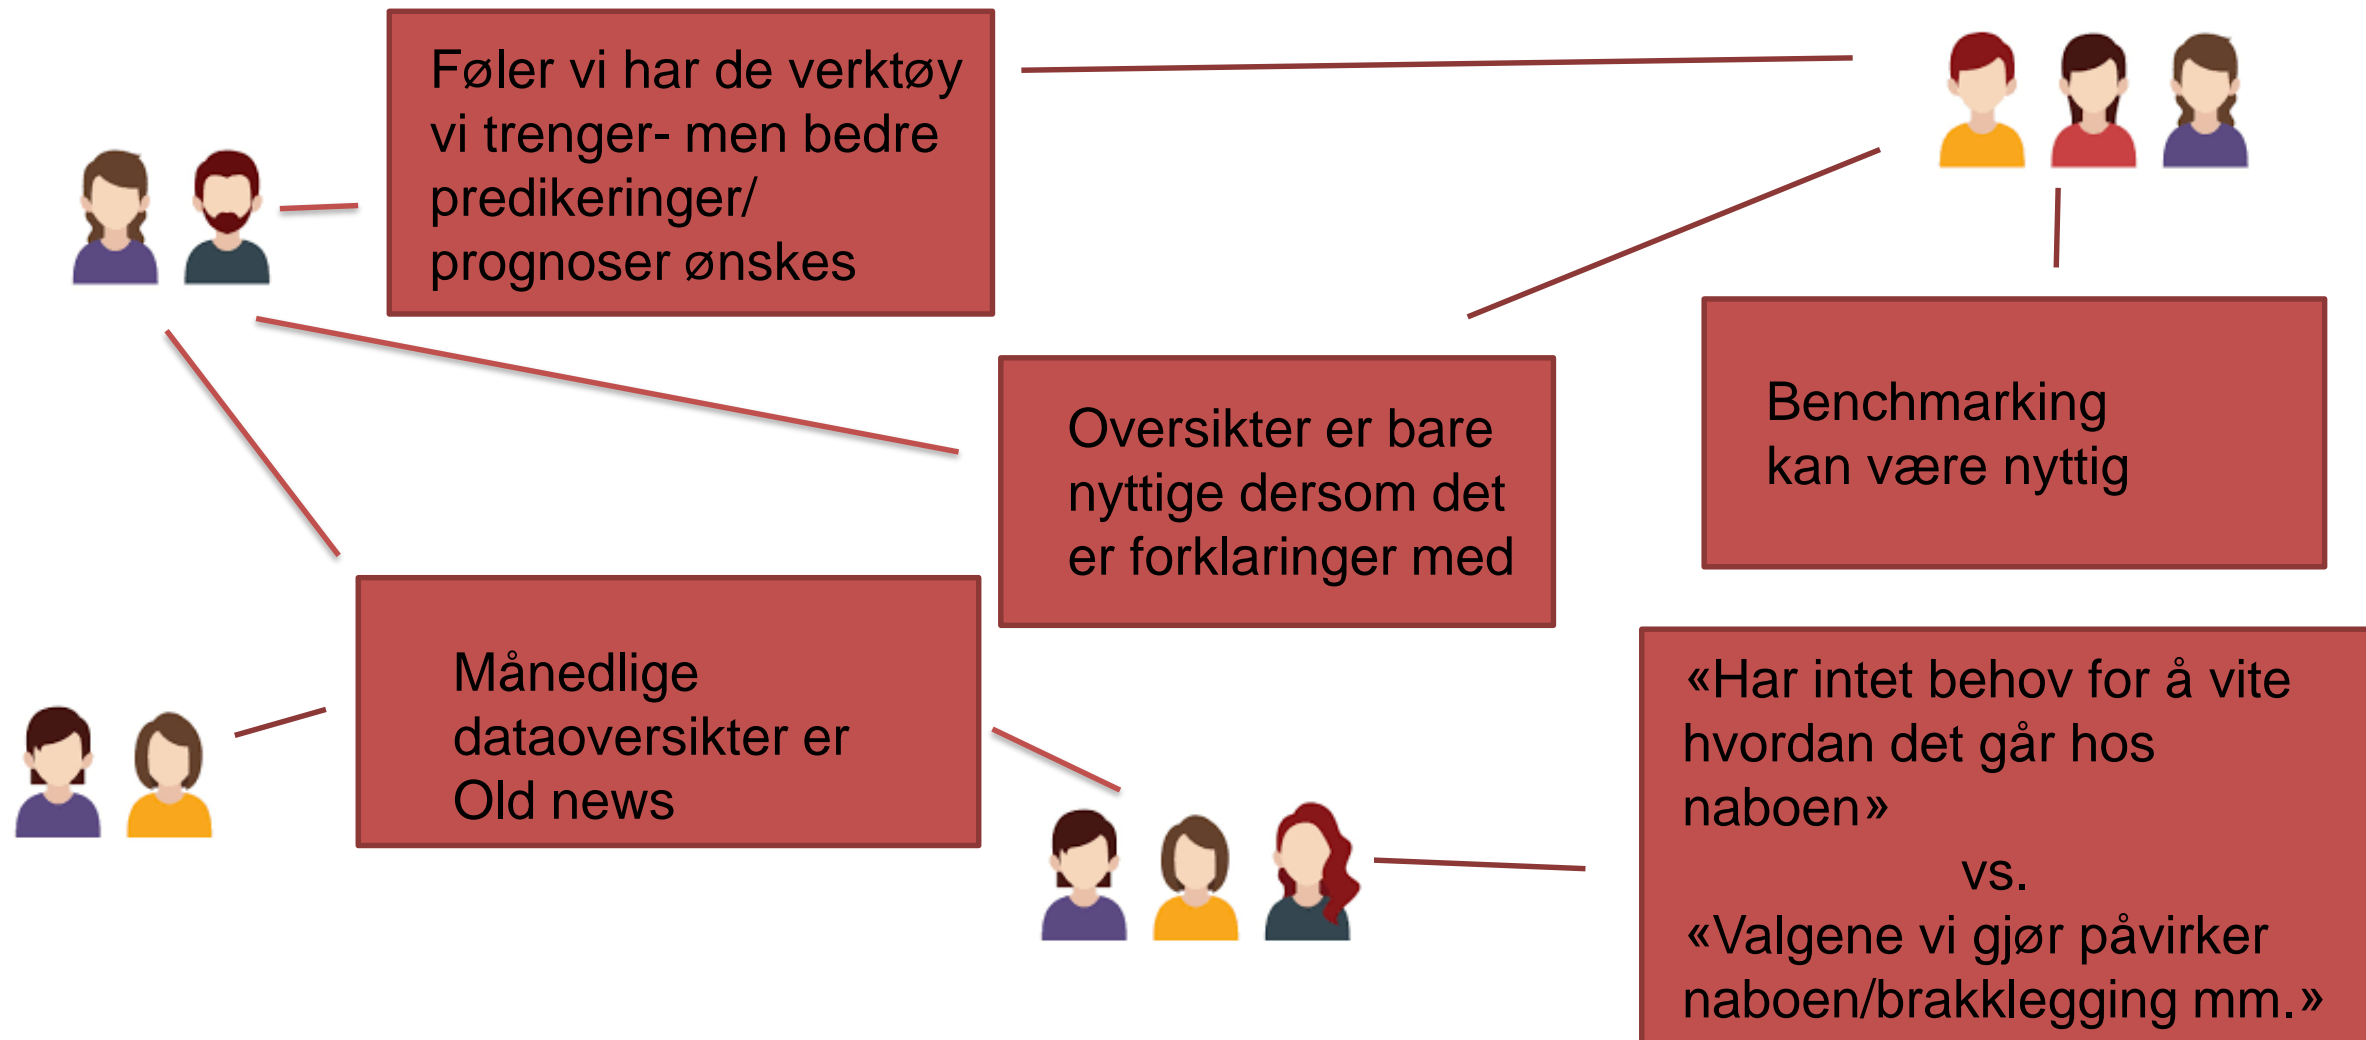 Føler vi har de verktøy
vi trenger- men bedre
predikeringer/
prognoser ønskes
Oversikter er bare
nyttige dersom det
er forklaringer med
Benchmarking
kan være nyttig
Månedlige
dataoversikter er
Old news
«Har intet behov for å vite
hvordan det går hos
naboen»
vs.
«Valgene vi gjør påvirker
naboen/brakklegging mm.»